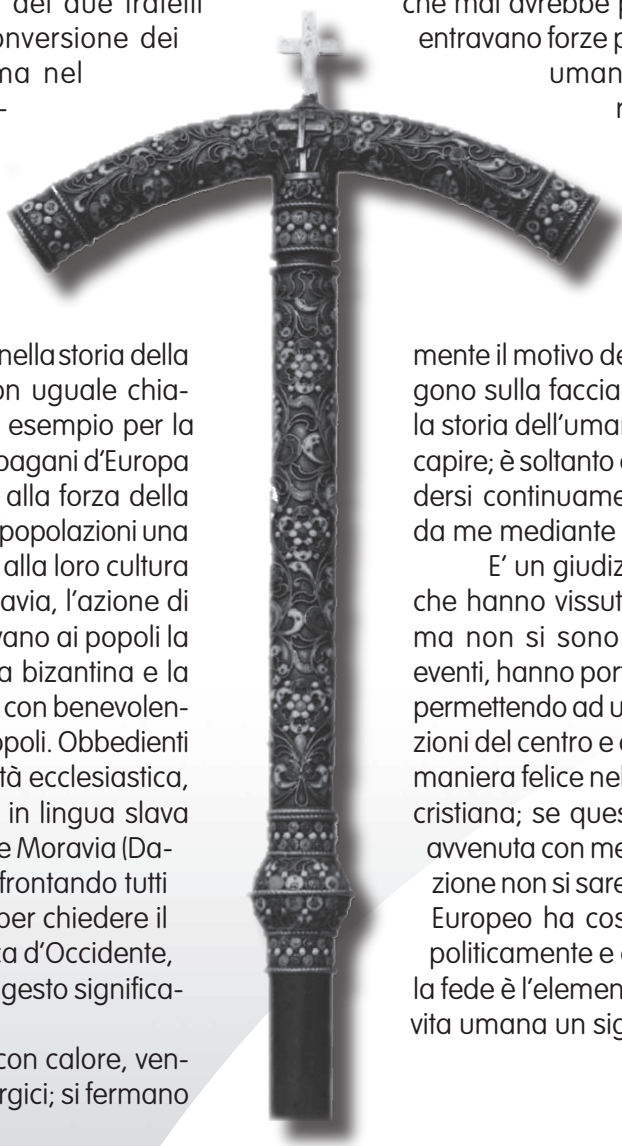 dei due fratelli
onversione dei
ma nel
-
nella storia della
on uguale chia-
esempio per la
pagani d'Europa
alla forza della
popolazioni una
alla loro cultura
avia, l'azione di
vano ai popoli la
a bizantina e la
con benevolen-
opoli. Obbedienti
tà ecclesiastica,
in lingua slava
e Moravia (Da-
frontando tutti
per chiedere il
ca d'Occidente,
gesto significa-
con calore, ven-
rgici; si fermano
che mai avrebbe p
entravano forze p
uman
r
mente il motivo de
gono sulla faccia
la storia dell'uman
capire; è soltanto
dersi continuame
da me mediante
E' un giudiz
che hanno vissut
ma non si sono
eventi, hanno port
permettendo ad u
zioni del centro e
maniera felice nel
cristiana; se ques
avvenuta con me
zione non si sare
Europeo ha cos
politicamente e
la fede è l'elemen
vita umana un sig